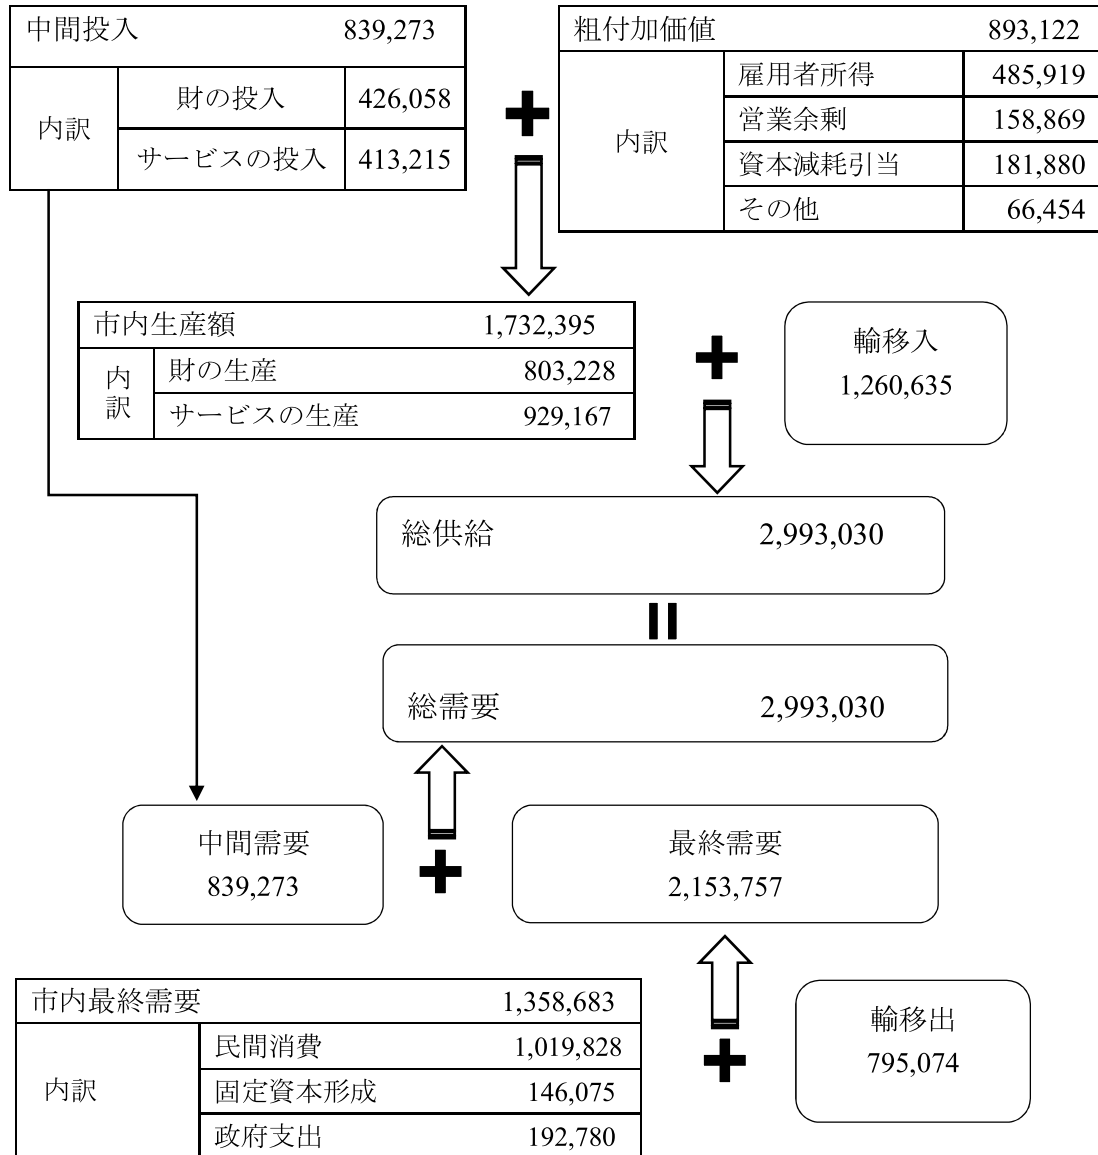 中間投入 839,273
内訳
財の投入 426,058
サービスの投入 413,215
粗付加価値 893,122
内訳
雇用者所得 485,919
営業余剰 158,869
資本減耗引当 181,880
その他 66,454
市内生産額 1,732,395
内訳
財の生産 803,228
サービスの生産 929,167
輸移入
1,260,635
総供給 2,993,030
総需要 2,993,030
中間需要
839,273
最終需要
2,153,757
市内最終需要 1,358,683
内訳
民間消費 1,019,828
固定資本形成 146,075
政府支出 192,780
輸移出
795,074